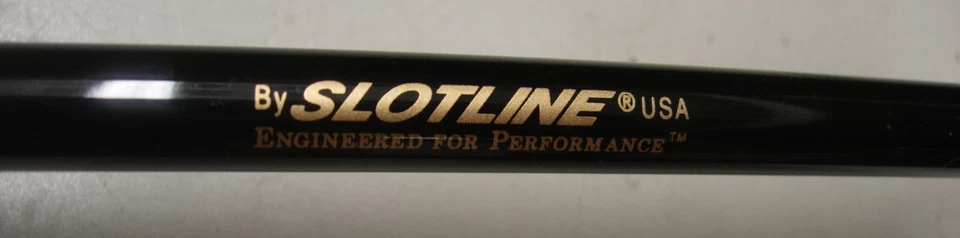 By SLOTLINE® USA
ENGINEERED FOR PERFORMANCE™